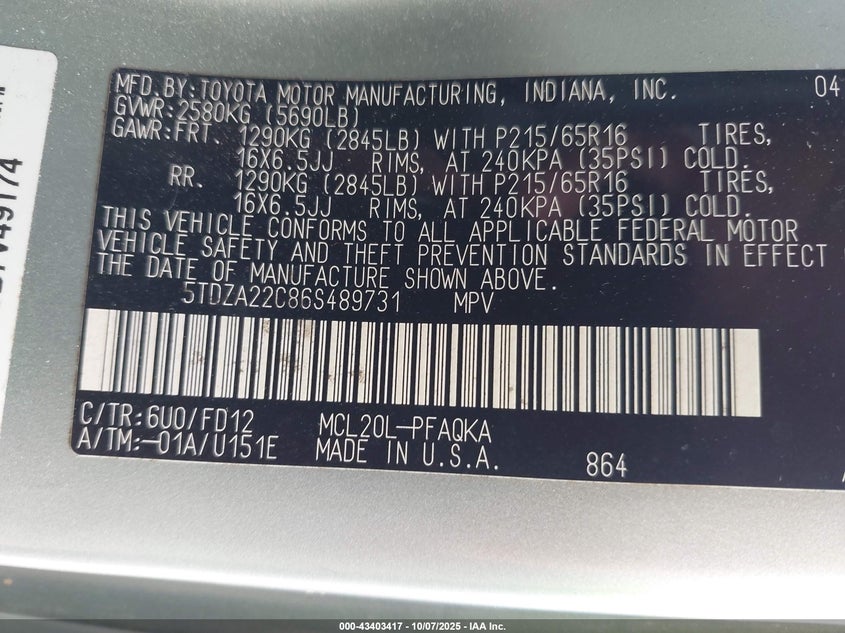 MFD.BY:TOYOTA MOTOR MANUFACTURING, INDIANA, INC. 04
GVWR:2580KG (5690LB)
GAWR:FRT. 1290KG (2845LB) WITH P215/65R16 TIRES,
16X6.5JJ RIMS, AT 240KPA (35PSI) COLD.
RR. 1290KG (2845LB) WITH P215/65R16 TIRES,
16X6.5JJ RIMS, AT 240KPA (35PSI) COLD.
THIS VEHICLE CONFORMS TO ALL APPLICABLE FEDERAL MOTOR
VEHICLE SAFETY AND THEFT PREVENTION STANDARDS IN EFFECT
THE DATE OF MANUFACTURE SHOWN ABOVE.
5TDZA22C86S489731 MPV
C/TR:6U0/FD12 MCL20L-PFAQKA
A/TM:-01A/U151E MADE IN U.S.A. 864
000-43403417 - 10/07/2025 - IAA Inc.